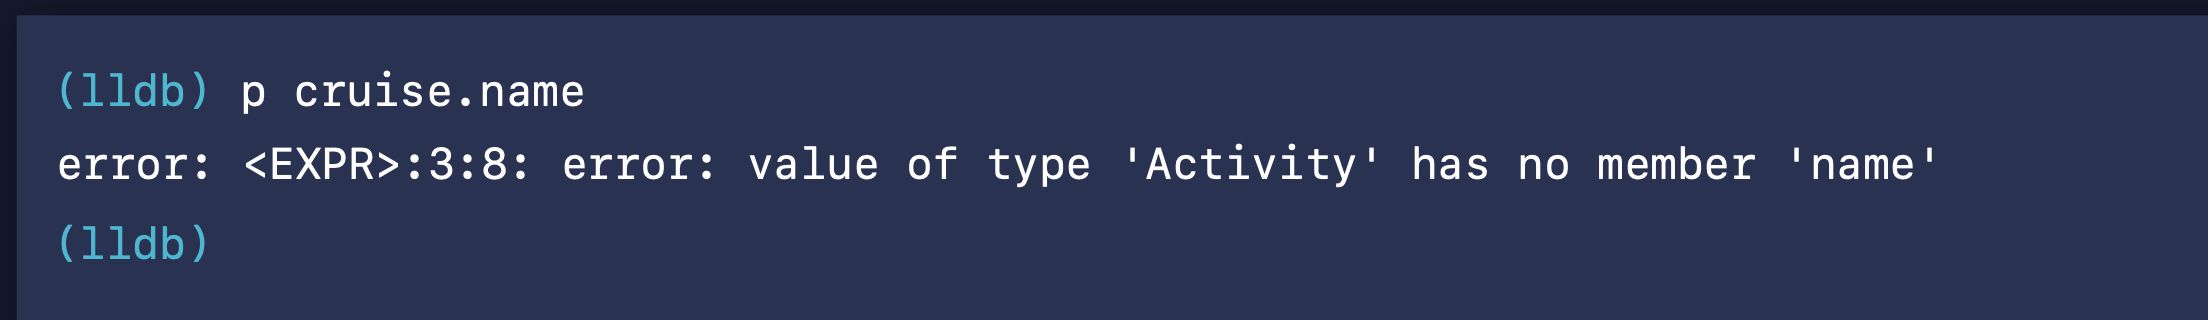 (lldb) p cruise.name
error: <EXPR>:3:8: error: value of type 'Activity' has no member 'name'
(lldb)